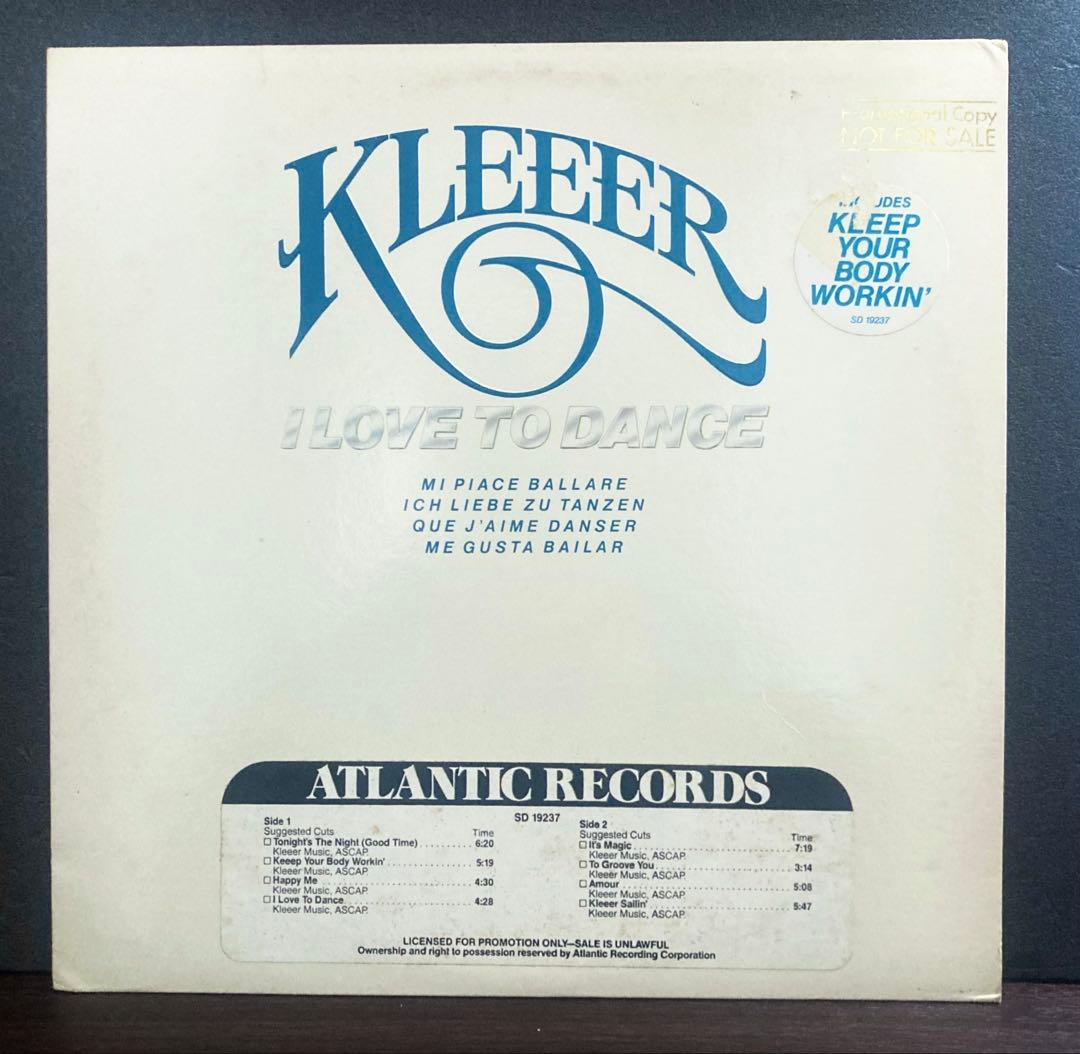 Copy
NOT FOR SALE
KLEEER
KLEEP
YOUR
BODY
WORKIN'
SD 19237
I LOVE TO DANCE
MI PIACE BALLARE
ICH LIEBE ZU TANZEN
QUE J'AIME DANSER
ME GUSTA BAILAR
ATLANTIC RECORDS
SD 19237
Side 1
Suggested Cuts Time
Tonight's The Night (Good Time) 6:20
Kleeer Music, ASCAP.
Keeep Your Body Workin' 5:19
Kleeer Music, ASCAP.
Happy Me 4:30
Kleeer Music, ASCAP.
I Love To Dance 4:28
Kleeer Music, ASCAP.
Side 2
Suggested Cuts Time
It's Magic 7:19
Kleeer Music, ASCAP.
To Groove You 3:14
Kleeer Music, ASCAP.
Amour 5:08
Kleeer Music, ASCAP.
Kleeer Sailin' 5:47
Kleeer Music, ASCAP.
LICENSED FOR PROMOTION ONLY—SALE IS UNLAWFUL
Ownership and right to possession reserved by Atlantic Recording Corporation